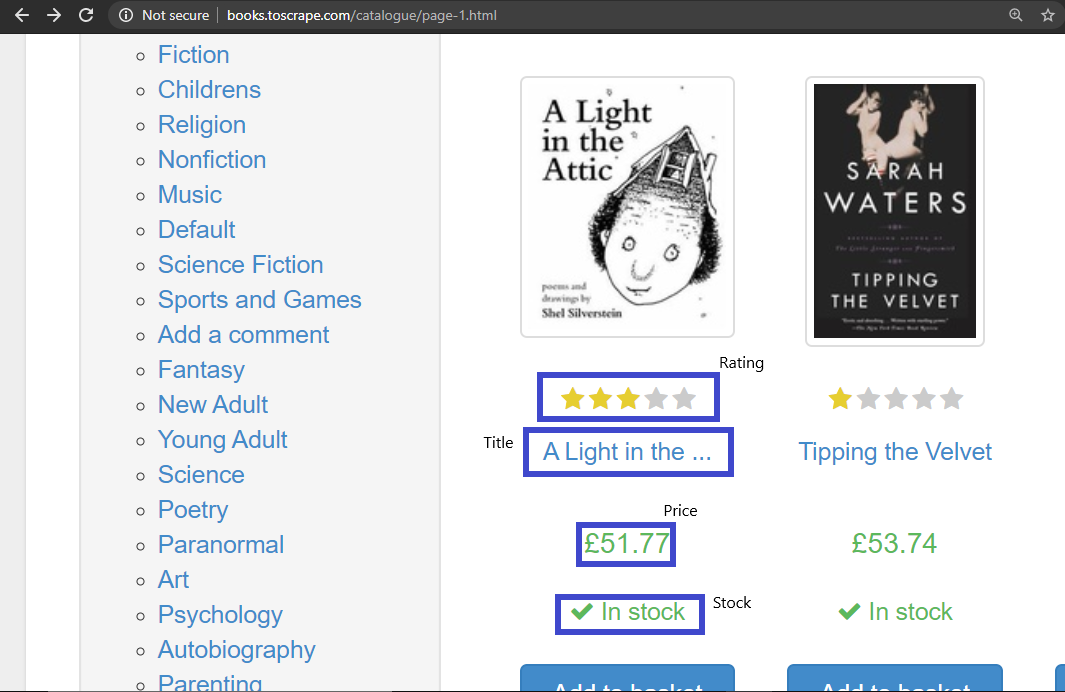 Not secure
books.toscrape.com/catalogue/page-1.html
Fiction
Childrens
Religion
Nonfiction
Music
Default
Science Fiction
Sports and Games
Add a comment
Fantasy
New Adult
Young Adult
Science
Poetry
Paranormal
Art
Psychology
Autobiography
Parenting
A Light
in the
Attic
poems and
drawings by
Shel Silverstein
Rating
Title
A Light in the ...
Price
£51.77
In stock
Stock
Add to basket
SARAH
WATERS
TIPPING
THE VELVET
Tipping the Velvet
£53.74
In stock
Add to basket